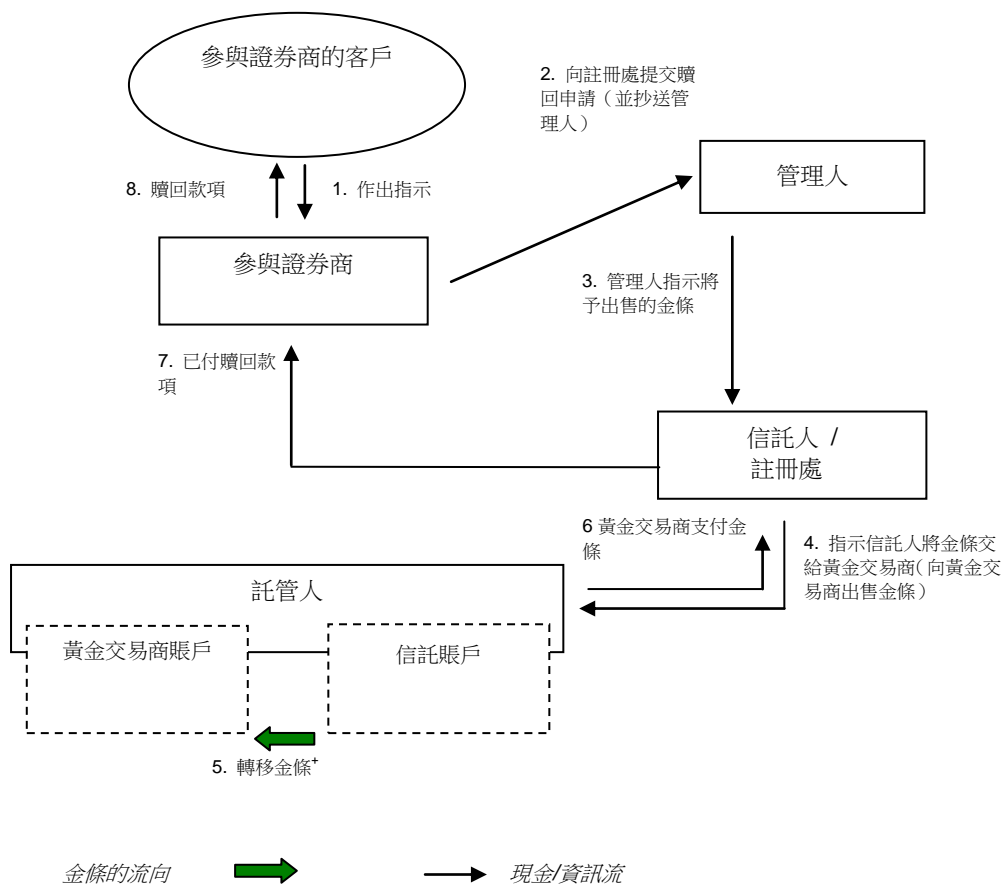 參與證券商的客戶
2. 向註冊處提交贖
回申請（並抄送管
理人）
管理人
8. 贖回款項
1. 作出指示
參與證券商
3. 管理人指示將
予出售的金條
7. 已付贖回款
項
信託人 /
註冊處
6 黃金交易商支付金
條
4. 指示信託人將金條交
給黃金交易商（向黃金交
易商出售金條）
託管人
黃金交易商賬戶
信託賬戶
5. 轉移金條+
金條的流向
現金/資訊流